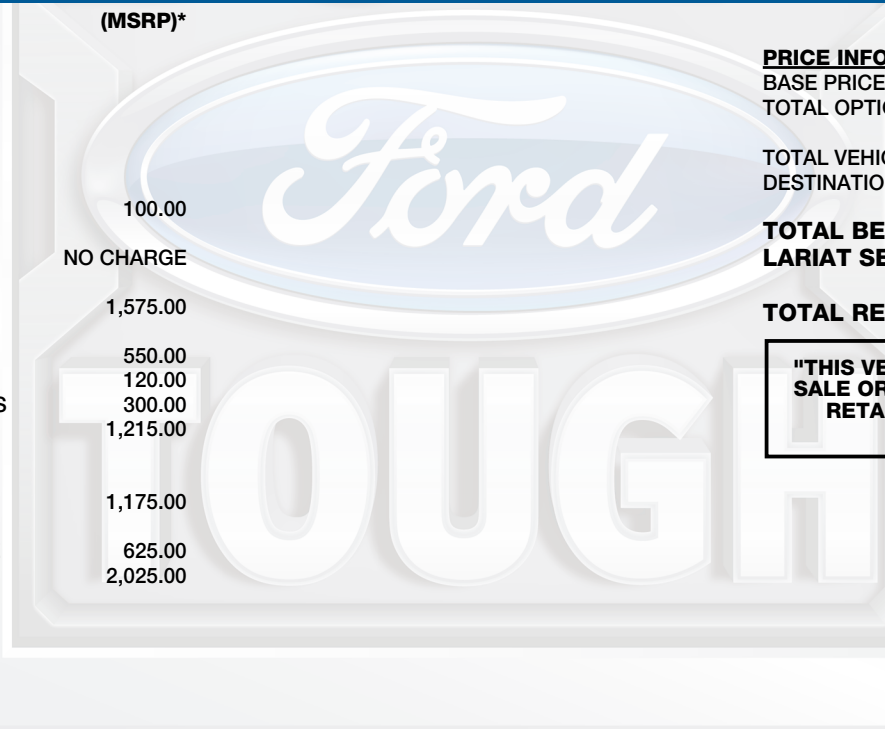 (MSRP)*
100.00
NO CHARGE
1,575.00
550.00
120.00
S 300.00
1,215.00
1,175.00
625.00
2,025.00
PRICE INFO
BASE PRICE
TOTAL OPTIO
TOTAL VEHIC
DESTINATIO
TOTAL BE
LARIAT SE
TOTAL RE
"THIS VE
SALE OR
RETA
Ford
TOUGH